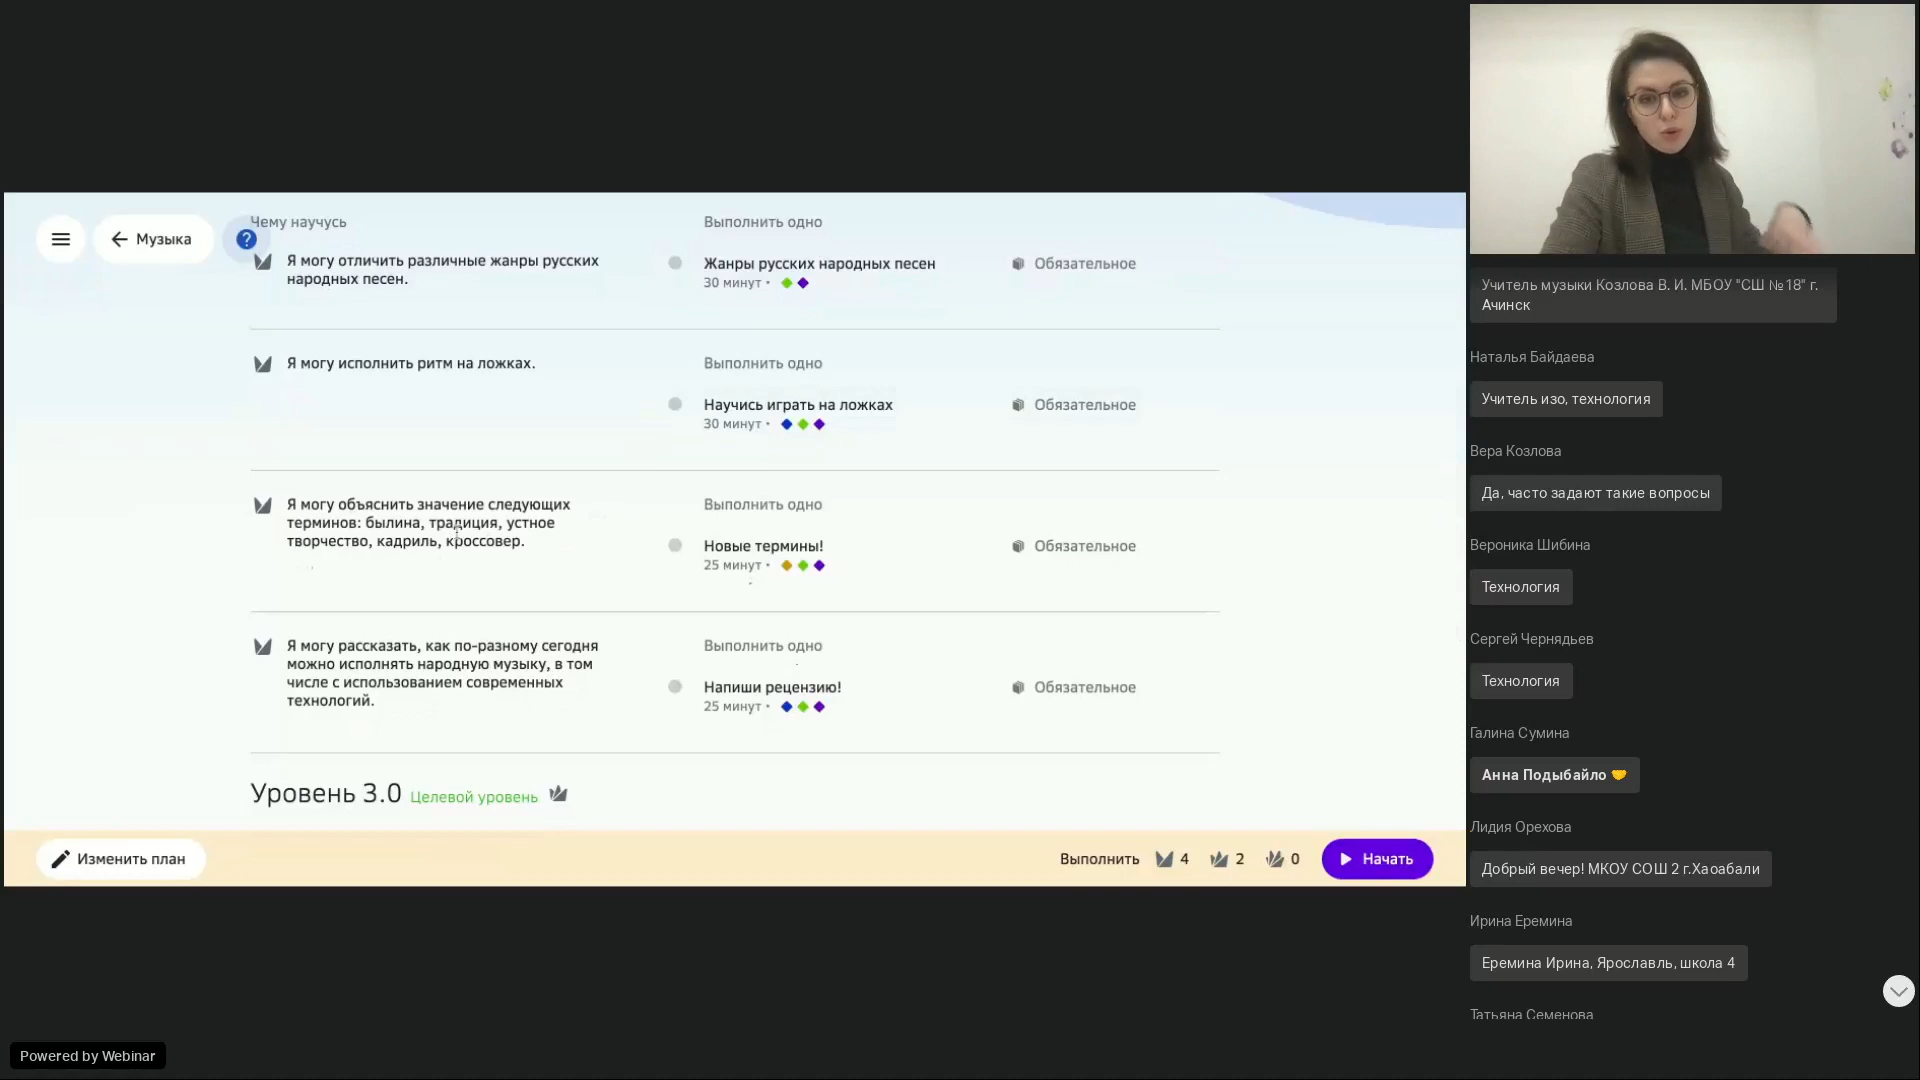 Музыка
?
Чему научусь
Выполнить одно
Я могу отличить различные жанры русских
народных песен.
Жанры русских народных песен
30 минут •
Обязательное
Я могу исполнить ритм на ложках.
Выполнить одно
Научись играть на ложках
30 минут •
Обязательное
Я могу объяснить значение следующих
терминов: былина, традиция, устное
творчество, кадриль, кроссовер.
Выполнить одно
Новые термины!
25 минут •
Обязательное
Я могу рассказать, как по-разному сегодня
можно исполнять народную музыку, в том
числе с использованием современных
технологий.
Выполнить одно
Напиши рецензию!
25 минут •
Обязательное
Уровень 3.0 Целевой уровень
Изменить план
Выполнить 4 2 0
Начать
Учитель музыки Козлова В. И. МБОУ "СШ №18" г.
Ачинск
Наталья Байдаева
Учитель изо, технология
Вера Козлова
Да, часто задают такие вопросы
Вероника Шибина
Технология
Сергей Чернядьев
Технология
Галина Сумина
Анна Подыбайло 🤝
Лидия Орехова
Добрый вечер! МКОУ СОШ 2 г.Хаоабали
Ирина Еремина
Еремина Ирина, Ярославль, школа 4
Татьяна Семенова
Powered by Webinar